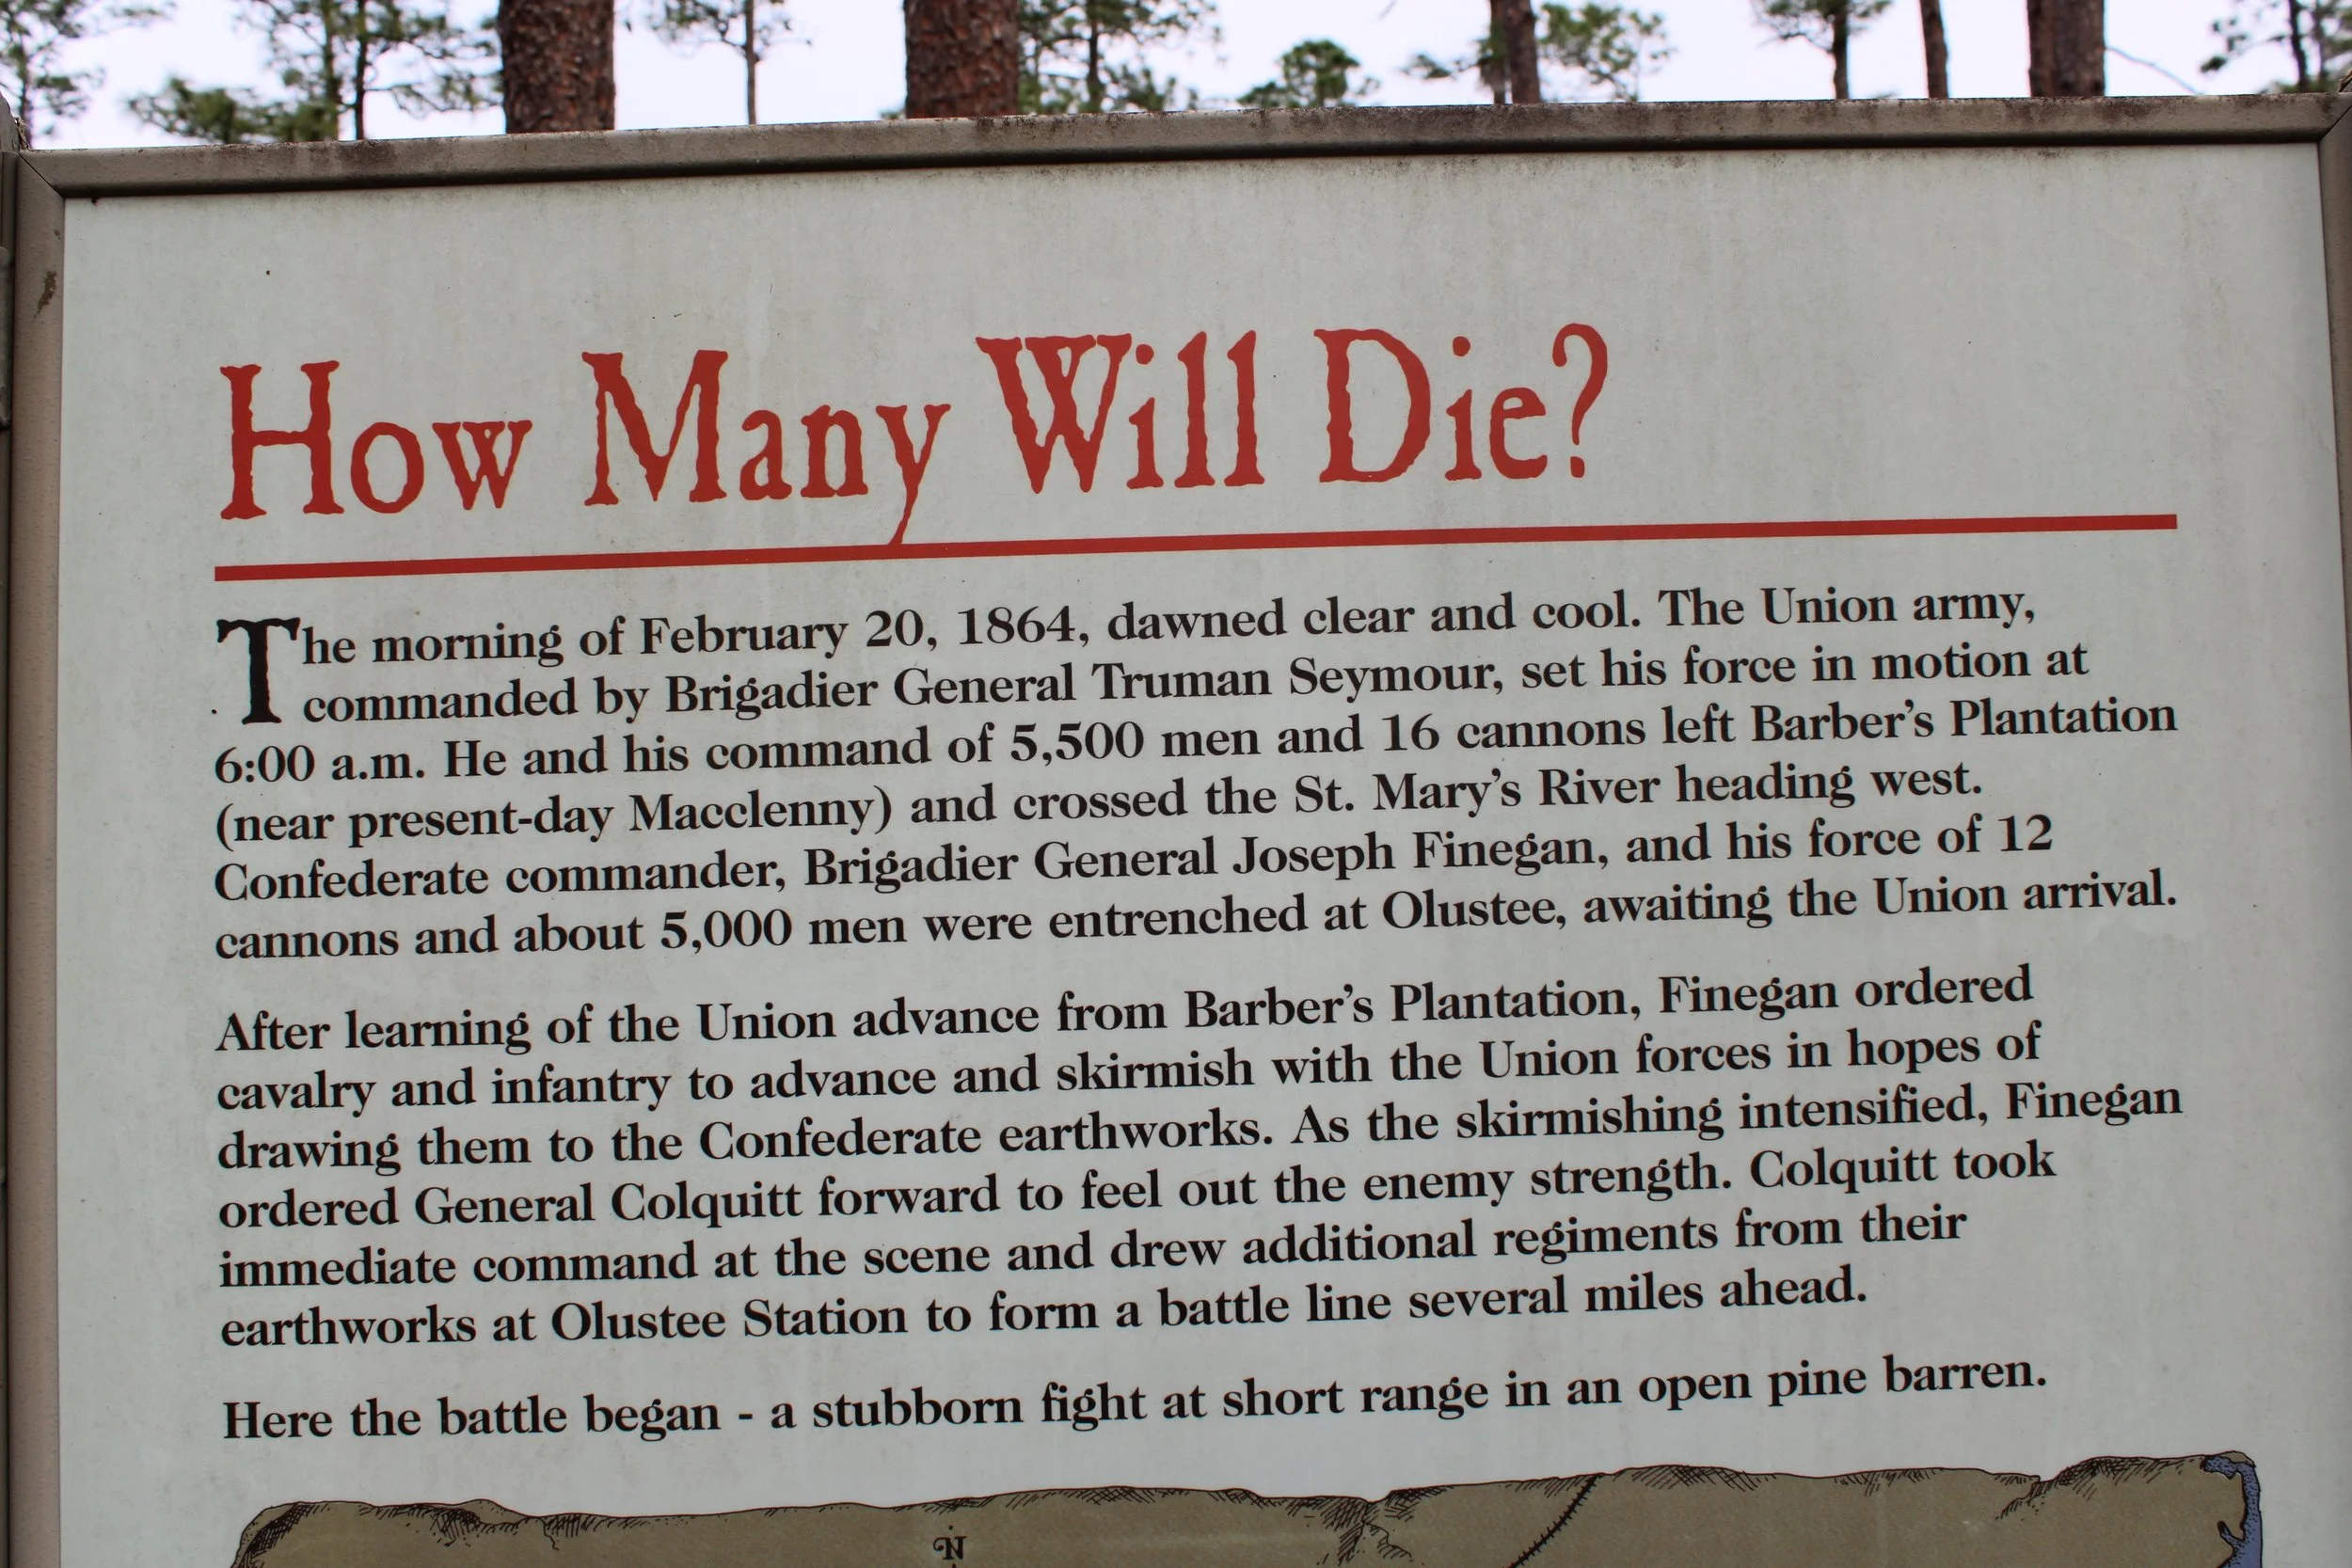 How Many Will Die?
The morning of February 20, 1864, dawned clear and cool. The Union army,
commanded by Brigadier General Truman Seymour, set his force in motion at
6:00 a.m. He and his command of 5,500 men and 16 cannons left Barber's Plantation
(near present-day Macclenny) and crossed the St. Mary's River heading west.
Confederate commander, Brigadier General Joseph Finegan, and his force of 12
cannons and about 5,000 men were entrenched at Olustee, awaiting the Union arrival.
After learning of the Union advance from Barber's Plantation, Finegan ordered
cavalry and infantry to advance and skirmish with the Union forces in hopes of
drawing them to the Confederate earthworks. As the skirmishing intensified, Finegan
ordered General Colquitt forward to feel out the enemy strength. Colquitt took
immediate command at the scene and drew additional regiments from their
earthworks at Olustee Station to form a battle line several miles ahead.
Here the battle began - a stubborn fight at short range in an open pine barren.
N